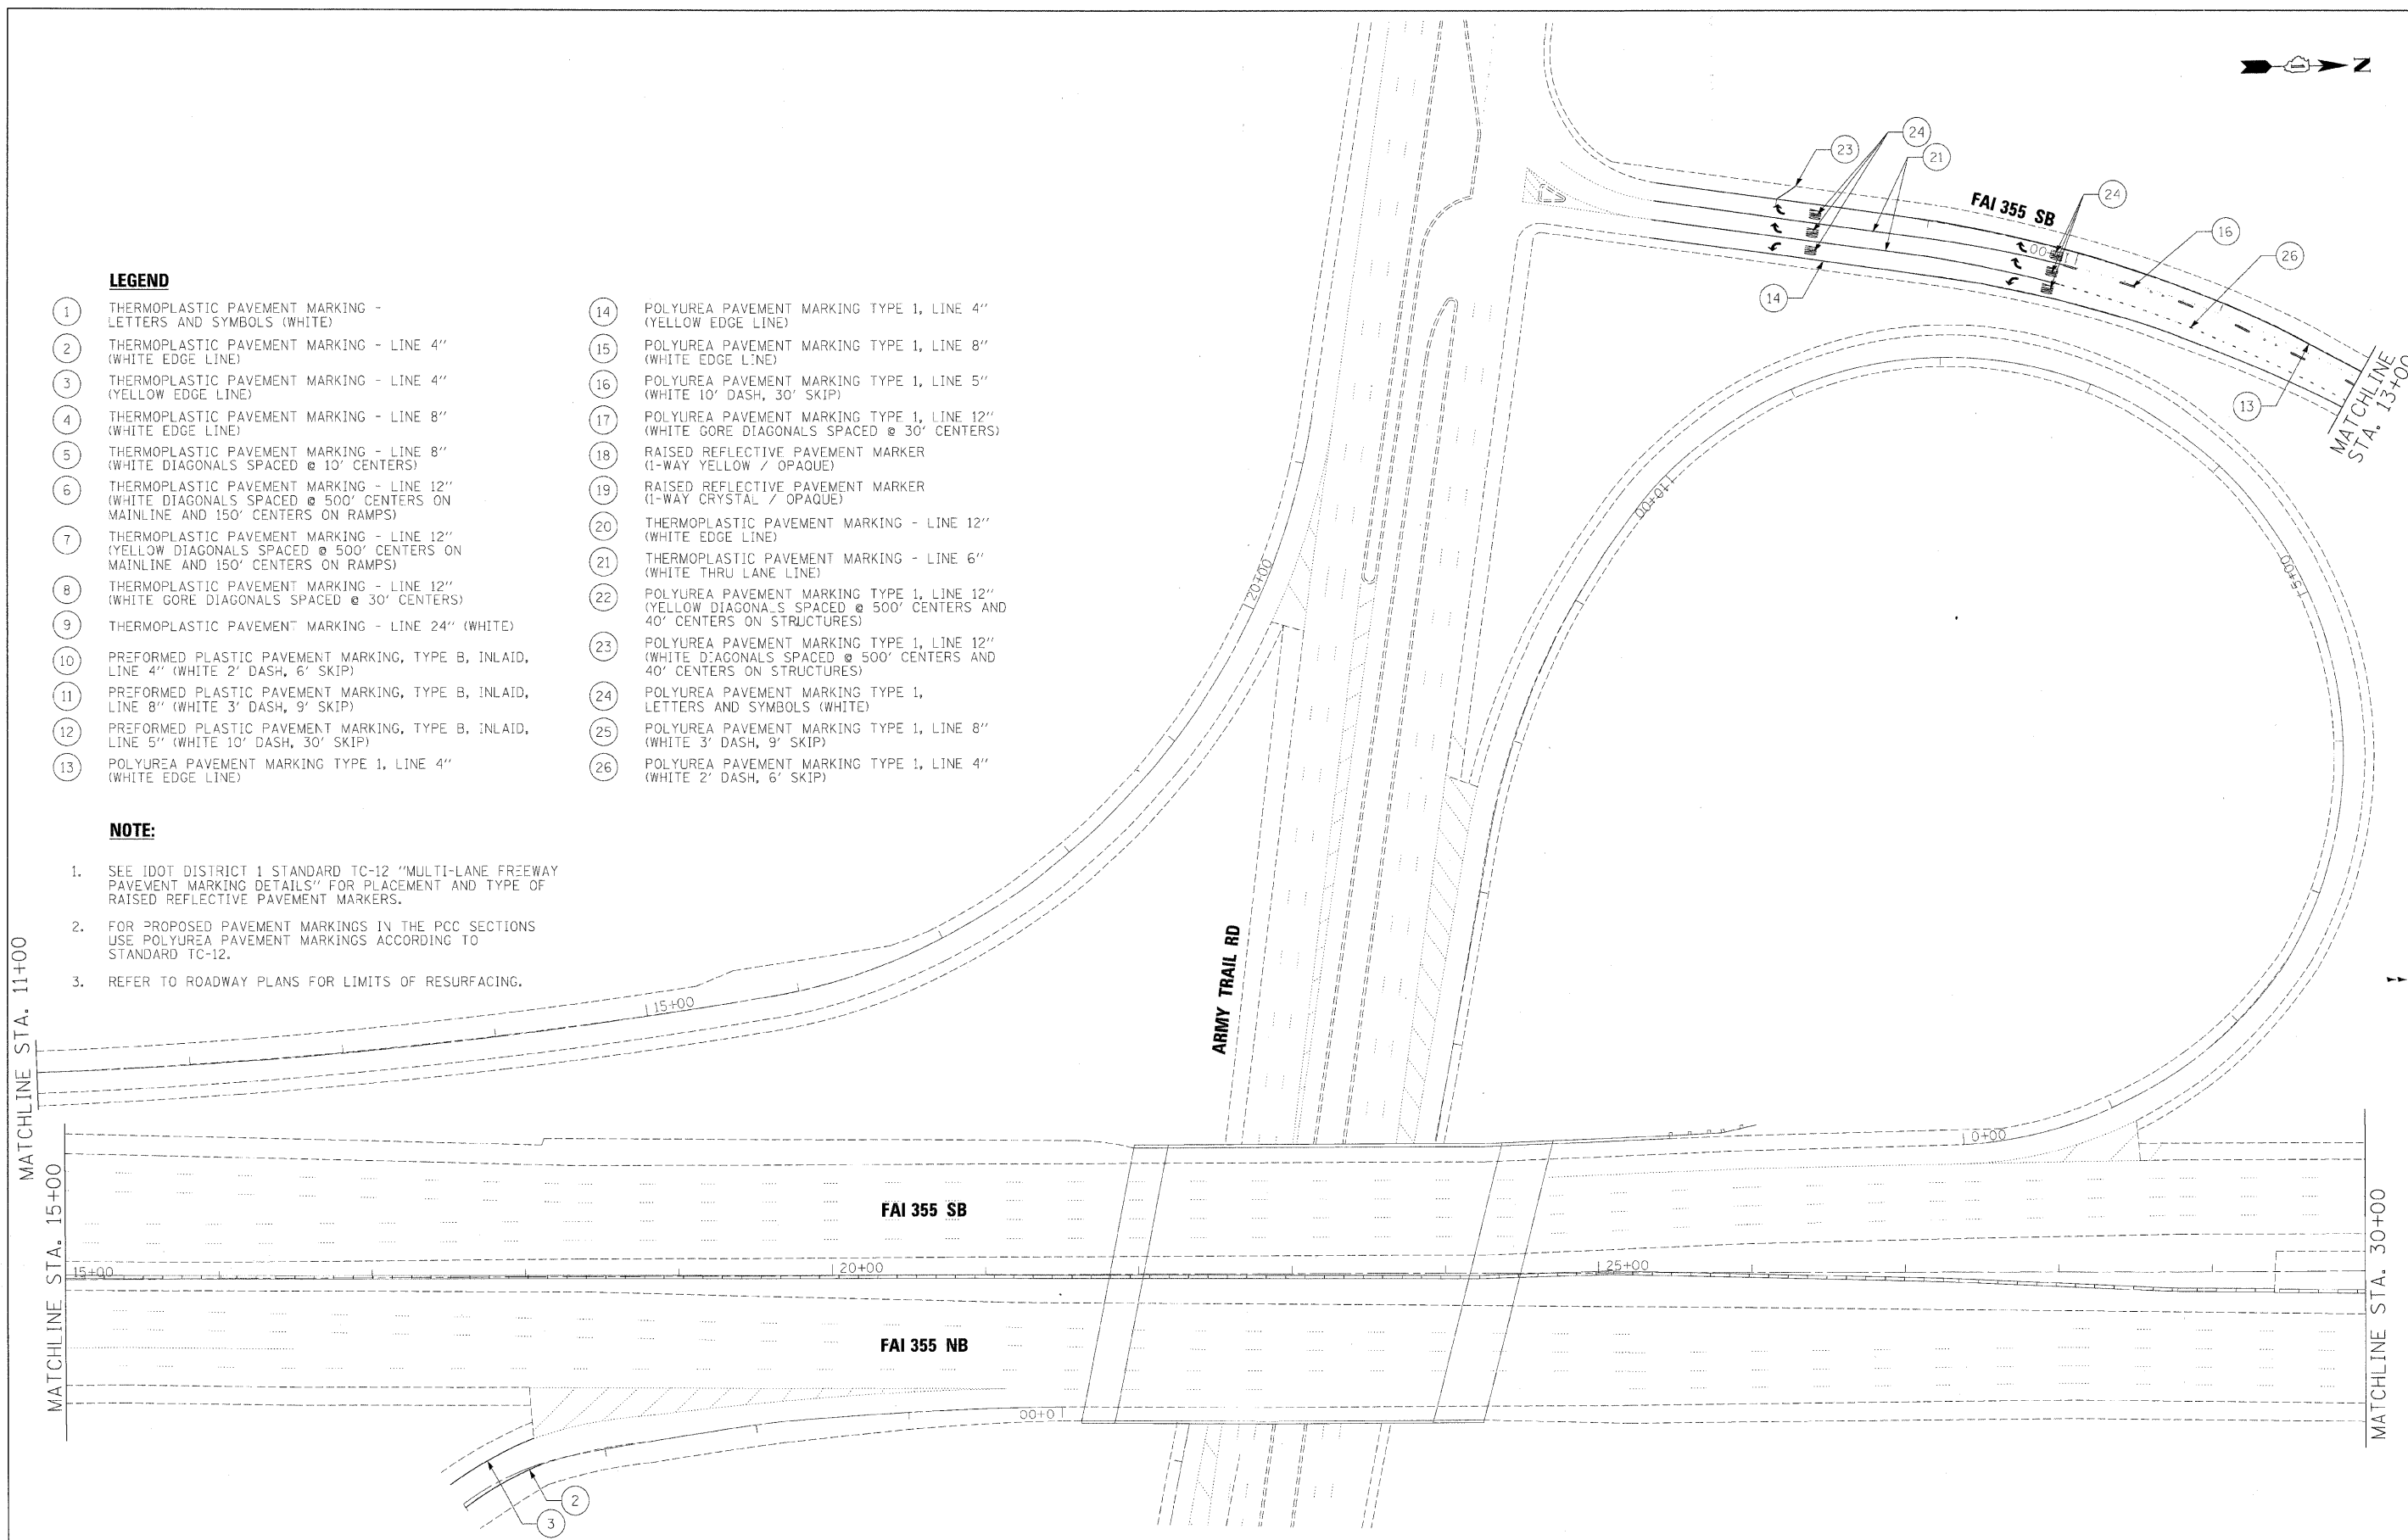 N
LEGEND
1 THERMOPLASTIC PAVEMENT MARKING -
LETTERS AND SYMBOLS (WHITE)
2 THERMOPLASTIC PAVEMENT MARKING - LINE 4"
(WHITE EDGE LINE)
3 THERMOPLASTIC PAVEMENT MARKING - LINE 4"
(YELLOW EDGE LINE)
4 THERMOPLASTIC PAVEMENT MARKING - LINE 8"
(WHITE EDGE LINE)
5 THERMOPLASTIC PAVEMENT MARKING - LINE 8"
(WHITE DIAGONALS SPACED @ 10' CENTERS)
6 THERMOPLASTIC PAVEMENT MARKING - LINE 12"
(WHITE DIAGONALS SPACED @ 500' CENTERS ON
MAINLINE AND 150' CENTERS ON RAMPS)
7 THERMOPLASTIC PAVEMENT MARKING - LINE 12"
(YELLOW DIAGONALS SPACED @ 500' CENTERS ON
MAINLINE AND 150' CENTERS ON RAMPS)
8 THERMOPLASTIC PAVEMENT MARKING - LINE 12"
(WHITE GORE DIAGONALS SPACED @ 30' CENTERS)
9 THERMOPLASTIC PAVEMENT MARKING - LINE 24" (WHITE)
10 PREFORMED PLASTIC PAVEMENT MARKING, TYPE B, INLAID,
LINE 4" (WHITE 2' DASH, 6' SKIP)
11 PREFORMED PLASTIC PAVEMENT MARKING, TYPE B, INLAID,
LINE 8" (WHITE 3' DASH, 9' SKIP)
12 PREFORMED PLASTIC PAVEMENT MARKING, TYPE B, INLAID,
LINE 5" (WHITE 10' DASH, 30' SKIP)
13 POLYUREA PAVEMENT MARKING TYPE 1, LINE 4"
(WHITE EDGE LINE)
14 POLYUREA PAVEMENT MARKING TYPE 1, LINE 4"
(YELLOW EDGE LINE)
15 POLYUREA PAVEMENT MARKING TYPE 1, LINE 8"
(WHITE EDGE LINE)
16 POLYUREA PAVEMENT MARKING TYPE 1, LINE 5"
(WHITE 10' DASH, 30' SKIP)
17 POLYUREA PAVEMENT MARKING TYPE 1, LINE 12"
(WHITE GORE DIAGONALS SPACED @ 30' CENTERS)
18 RAISED REFLECTIVE PAVEMENT MARKER
(1-WAY YELLOW / OPAQUE)
19 RAISED REFLECTIVE PAVEMENT MARKER
(1-WAY CRYSTAL / OPAQUE)
20 THERMOPLASTIC PAVEMENT MARKING - LINE 12"
(WHITE EDGE LINE)
21 THERMOPLASTIC PAVEMENT MARKING - LINE 6"
(WHITE THRU LANE LINE)
22 POLYUREA PAVEMENT MARKING TYPE 1, LINE 12"
(YELLOW DIAGONALS SPACED @ 500' CENTERS AND
40' CENTERS ON STRUCTURES)
23 POLYUREA PAVEMENT MARKING TYPE 1, LINE 12"
(WHITE DIAGONALS SPACED @ 500' CENTERS AND
40' CENTERS ON STRUCTURES)
24 POLYUREA PAVEMENT MARKING TYPE 1,
LETTERS AND SYMBOLS (WHITE)
25 POLYUREA PAVEMENT MARKING TYPE 1, LINE 8"
(WHITE 3' DASH, 9' SKIP)
26 POLYUREA PAVEMENT MARKING TYPE 1, LINE 4"
(WHITE 2' DASH, 6' SKIP)
NOTE:
1. SEE IDOT DISTRICT 1 STANDARD TC-12 "MULTI-LANE FREEWAY
PAVEMENT MARKING DETAILS" FOR PLACEMENT AND TYPE OF
RAISED REFLECTIVE PAVEMENT MARKERS.
2. FOR PROPOSED PAVEMENT MARKINGS IN THE PCC SECTIONS
USE POLYUREA PAVEMENT MARKINGS ACCORDING TO
STANDARD TC-12.
3. REFER TO ROADWAY PLANS FOR LIMITS OF RESURFACING.
23
24
21
FAI 355 SB
24
16
26
14
13
MATCHLINE
STA. 13+00
110+00
15+00
20+00
15+00
ARMY TRAIL RD
MATCHLINE STA. 11+00
MATCHLINE STA. 15+00
10+00
FAI 355 SB
15+00
20+00
25+00
FAI 355 NB
10+00
2
3
MATCHLINE STA. 30+00